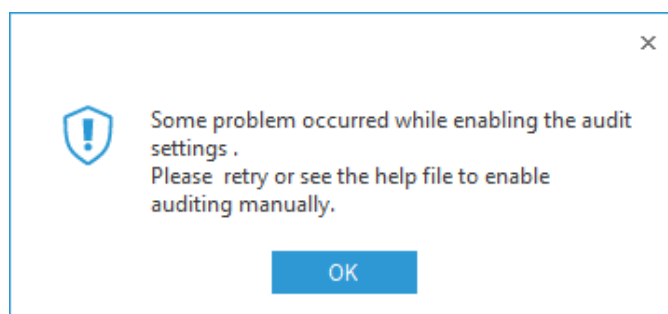 Some problem occurred while enabling the audit
settings .
Please  retry or see the help file to enable
auditing manually.
OK